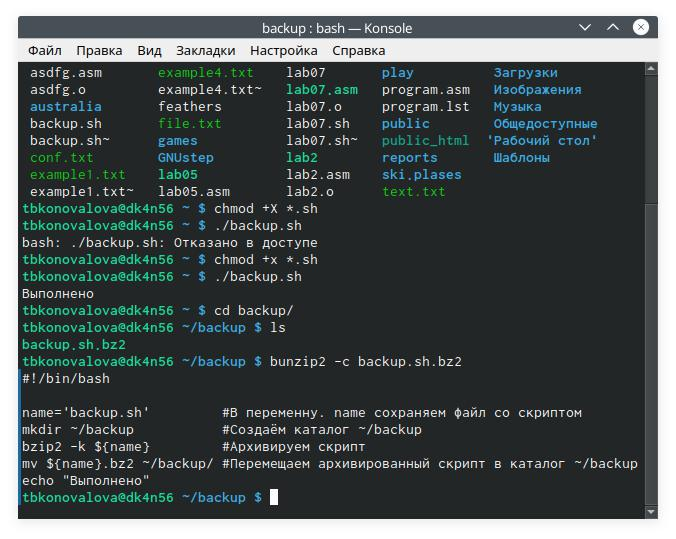 backup : bash — Konsole
Файл Правка Вид Закладки Настройка Справка
asdfg.asm example4.txt lab07 play Загрузки
asdfg.o example4.txt~ lab07.asm program.asm Изображения
australia feathers lab07.o program.lst Музыка
backup.sh file.txt lab07.sh public Общедоступные
backup.sh~ games lab07.sh~ public_html 'Рабочий стол'
conf.txt GNUstep lab2 reports Шаблоны
example1.txt lab05 lab2.asm ski.plases
example1.txt~ lab05.asm lab2.o text.txt
tbkonovalova@dk4n56 ~ $ chmod +X *.sh
tbkonovalova@dk4n56 ~ $ ./backup.sh
bash: ./backup.sh: Отказано в доступе
tbkonovalova@dk4n56 ~ $ chmod +x *.sh
tbkonovalova@dk4n56 ~ $ ./backup.sh
Выполнено
tbkonovalova@dk4n56 ~ $ cd backup/
tbkonovalova@dk4n56 ~/backup $ ls
backup.sh.bz2
tbkonovalova@dk4n56 ~/backup $ bunzip2 -c backup.sh.bz2
#!/bin/bash
name='backup.sh' #В переменну. name сохраняем файл со скриптом
mkdir ~/backup #Создаём каталог ~/backup
bzip2 -k ${name} #Архивируем скрипт
mv ${name}.bz2 ~/backup/ #Перемещаем архивированный скрипт в каталог ~/backup
echo "Выполнено"
tbkonovalova@dk4n56 ~/backup $